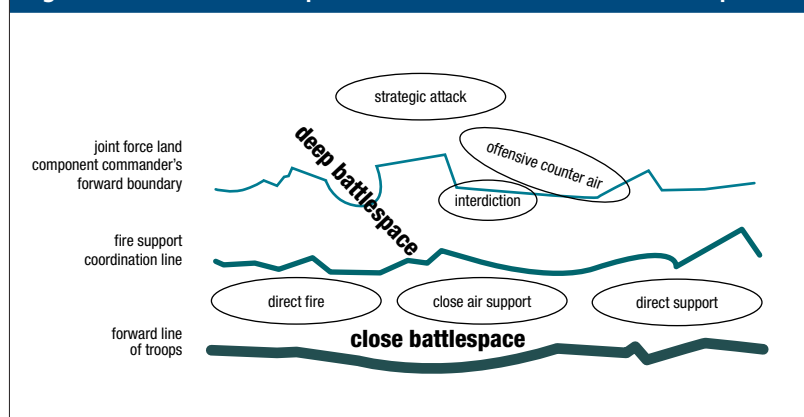 strategic attack
deep battlespace
joint force land
component commander's
forward boundary
offensive counter air
interdiction
fire support
coordination line
direct fire
close air support
direct support
forward line
of troops
close battlespace